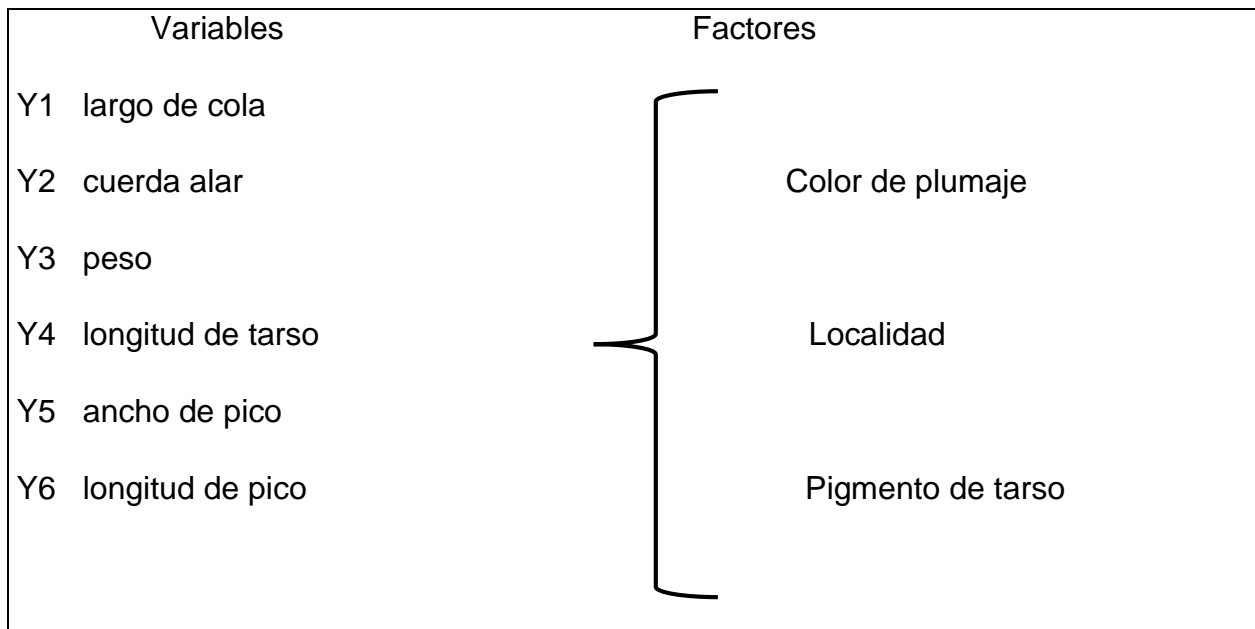 Variables Factores
Y1 largo de cola
Y2 cuerda alar Color de plumaje
Y3 peso
Y4 longitud de tarso Localidad
Y5 ancho de pico
Y6 longitud de pico Pigmento de tarso